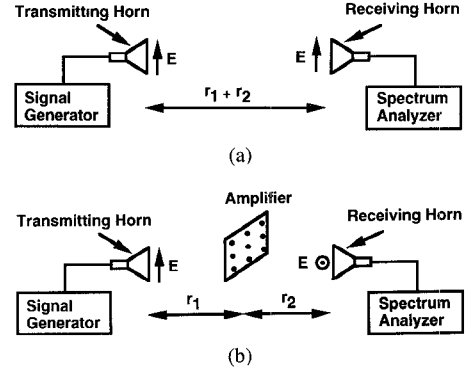 Transmitting Horn
Receiving Horn
E
E
Signal
Generator
r1 + r2
Spectrum
Analyzer
(a)
Amplifier
Transmitting Horn
Receiving Horn
E
E
Signal
Generator
r1
r2
Spectrum
Analyzer
(b)